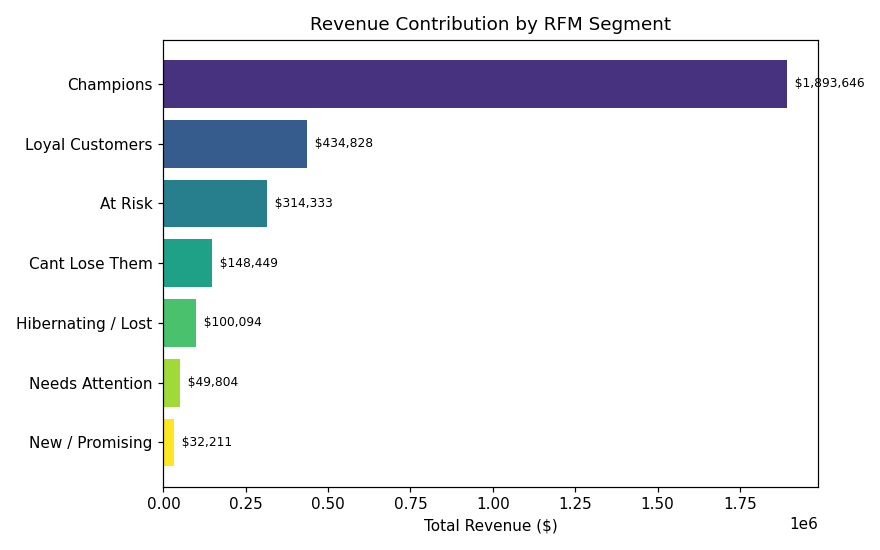 Revenue Contribution by RFM Segment
Champions $1,893,646
Loyal Customers $434,828
At Risk $314,333
Cant Lose Them $148,449
Hibernating / Lost $100,094
Needs Attention $49,804
New / Promising $32,211
0.00 0.25 0.50 0.75 1.00 1.25 1.50 1.75
1e6
Total Revenue ($)